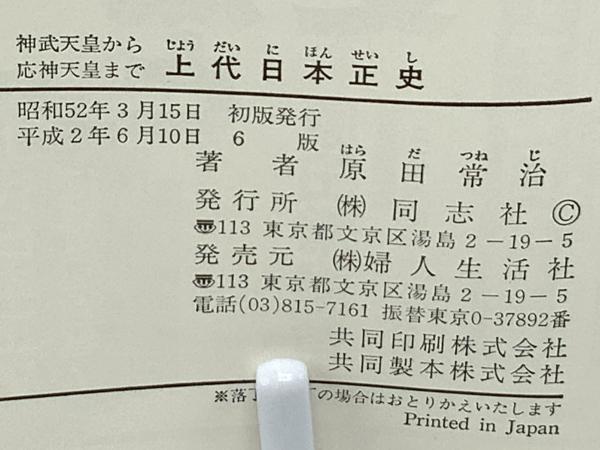 神武天皇から
応神天皇まで
じょう だい に ほん せい し
上代日本正史
昭和52年3月15日 初版発行
平成2年6月10日 6版
はら だ つね じ
著者 原田常治
発行所 ㈱同志社 ©
〠113 東京都文京区湯島2-19-5
発売元 ㈱婦人生活社
〠113 東京都文京区湯島2-19-5
電話(03)815-7161 振替東京0-37892番
共同印刷株式会社
共同製本株式会社
※落丁 の場合はおとりかえいたします
Printed in Japan